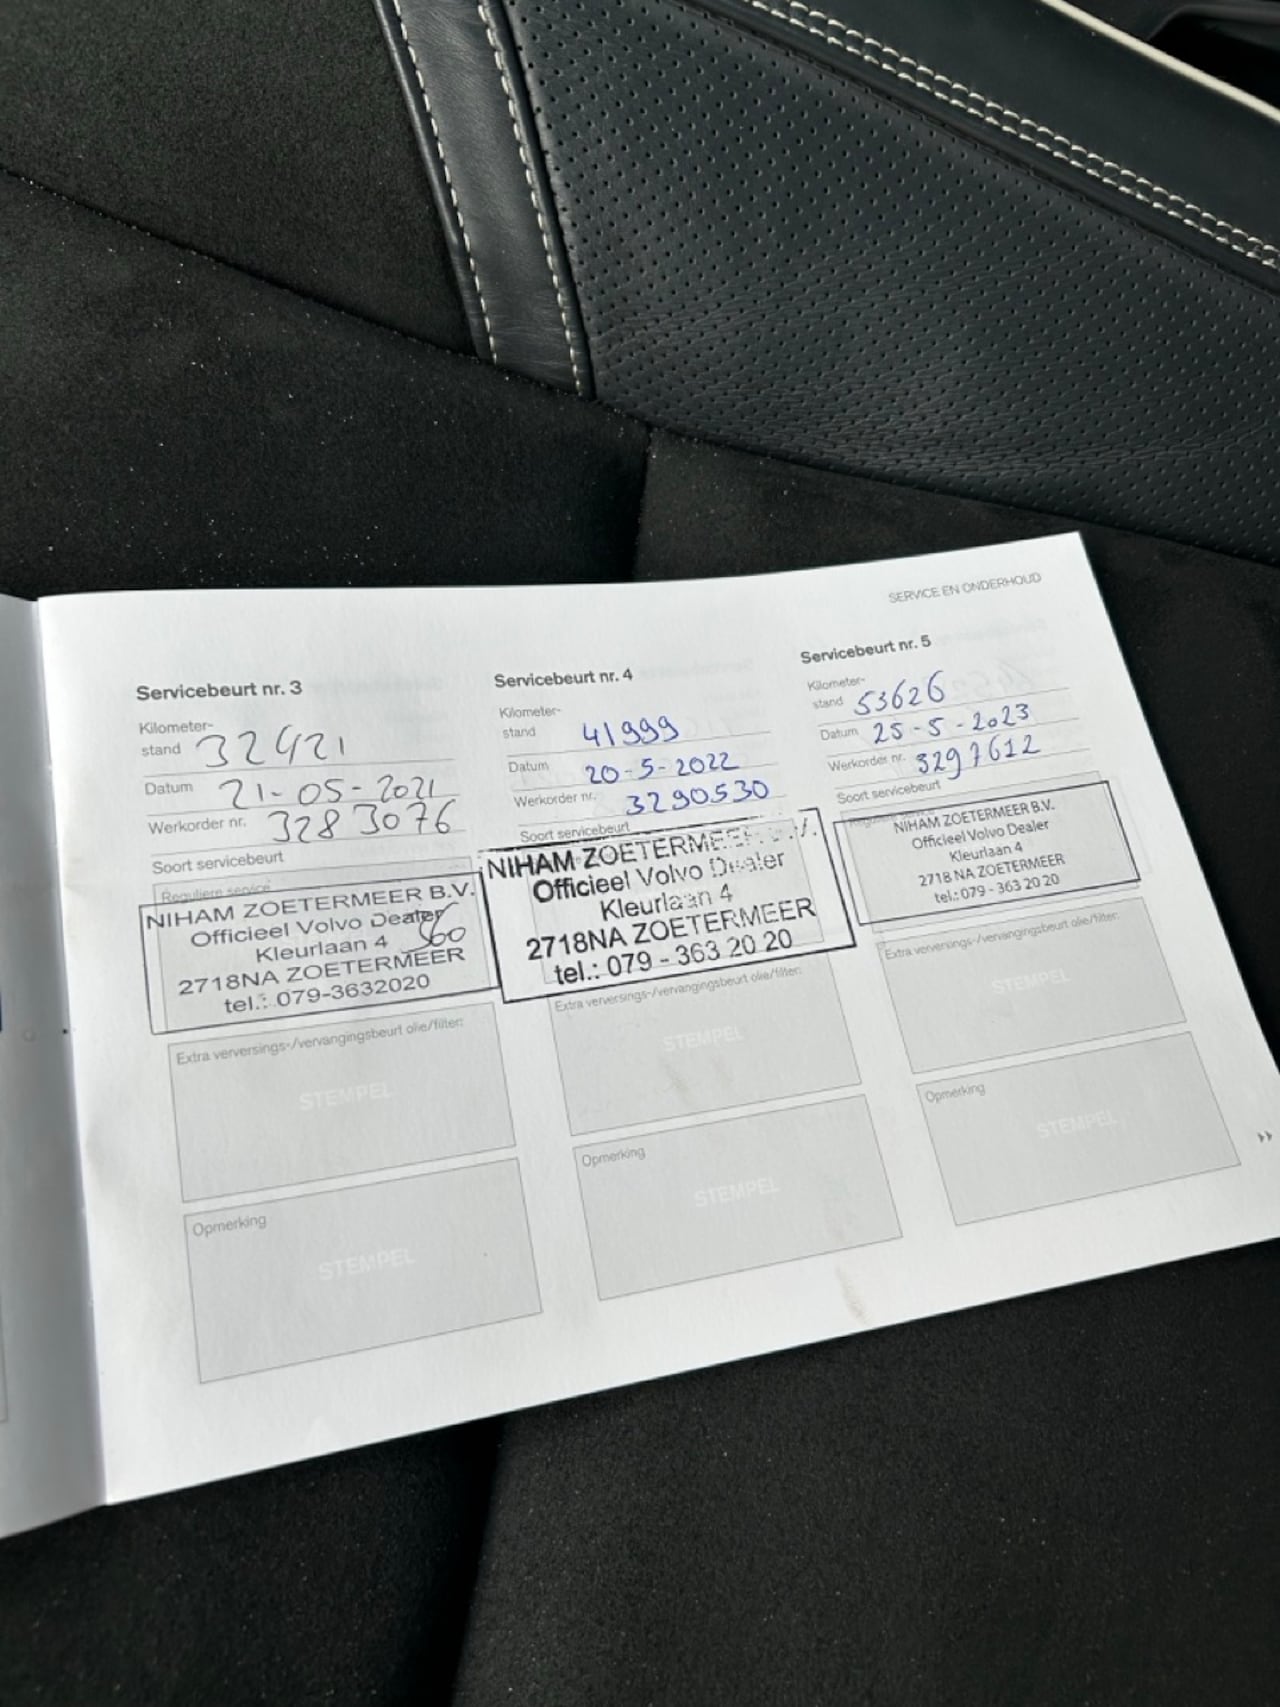 SERVICE EN ONDERHOUD
Servicebeurt nr. 3
Kilometer-
stand 32421
Datum 21-05-2021
Werkorder nr. 3283076
Soort servicebeurt
Reguliere service
NIHAM ZOETERMEER B.V.
Officieel Volvo Dealer
Kleurlaan 4
2718NA ZOETERMEER
tel.: 079-3632020
Extra verversings-/vervangingsbeurt olie/filter:
STEMPEL
Opmerking
STEMPEL
Servicebeurt nr. 4
Kilometer-
stand 41999
Datum 20-5-2022
Werkorder nr. 3290530
Soort servicebeurt
NIHAM ZOETERMEER B.V.
Officieel Volvo Dealer
Kleurlaan 4
2718NA ZOETERMEER
tel.: 079 - 363 20 20
Extra verversings-/vervangingsbeurt olie/filter:
STEMPEL
Opmerking
STEMPEL
Servicebeurt nr. 5
Kilometer-
stand 53626
Datum 25-5-2023
Werkorder nr. 3297612
Soort servicebeurt
NIHAM ZOETERMEER B.V.
Officieel Volvo Dealer
Kleurlaan 4
2718 NA ZOETERMEER
tel.: 079 - 363 20 20
Extra verversings-/vervangingsbeurt olie/filter:
STEMPEL
Opmerking
STEMPEL